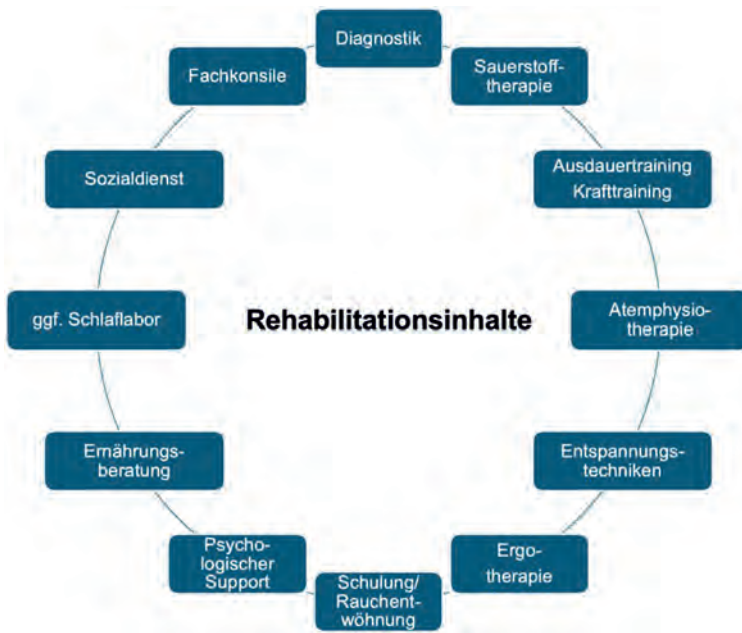 Diagnostik
Sauerstoff-
therapie
Ausdauertraining
Krafttraining
Atemphysio-
therapie
Entspannungs-
techniken
Ergo-
therapie
Schulung/
Rauchent-
wöhnung
Psycho-
logischer
Support
Ernährungs-
beratung
ggf. Schlaflabor
Sozialdienst
Fachkonsile
Rehabilitationsinhalte